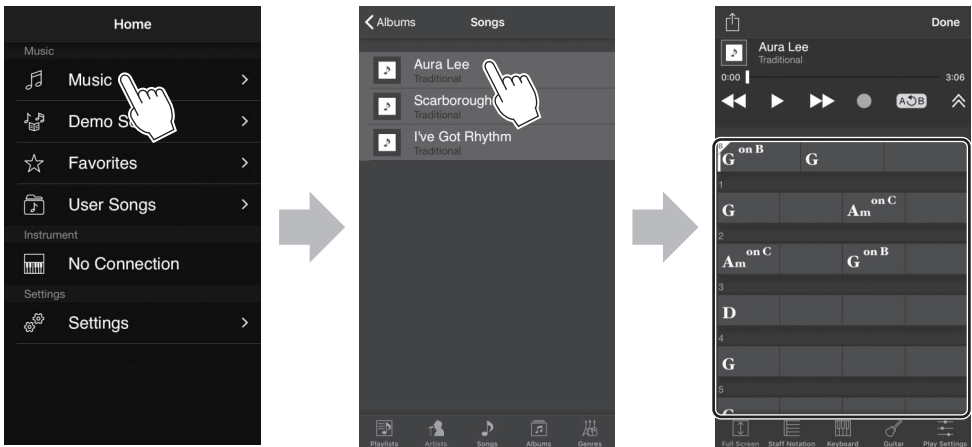 Home
Music
Music
Demo S
Favorites
User Songs
Instrument
No Connection
Settings
Settings
Albums Songs
Aura Lee
Traditional
Scarborough
Traditional
I've Got Rhythm
Traditional
Playlists Artists Songs Albums Genres
Done
Aura Lee
Traditional
0:00 3:06
A B
G on B G
1
G Am on C
2
Am on C G on B
3
D
4
G
5
Full Screen Staff Notation Keyboard Guitar Play Settings